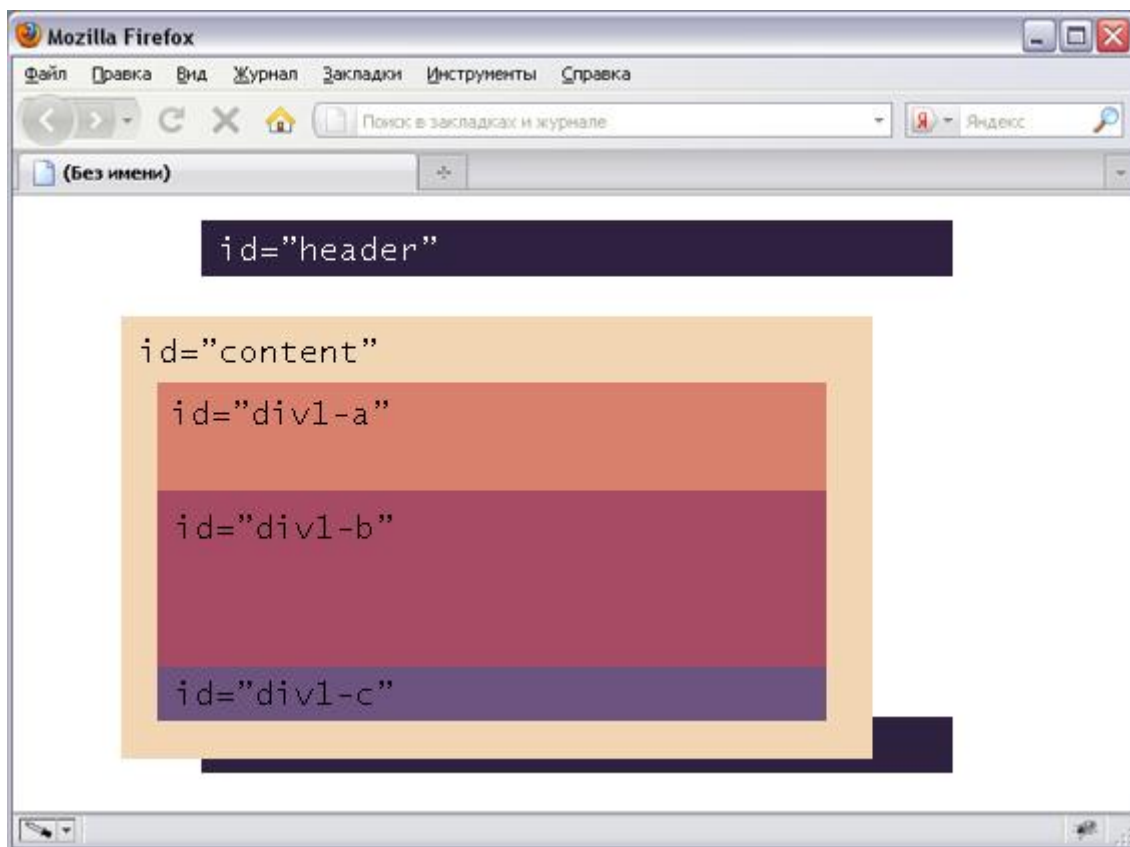 Mozilla Firefox
Файл Правка Вид Журнал Закладки Инструменты Справка
Поиск в закладках и журнале Яндекс
(Без имени)
id=”header”
id=”content”
id=”div1-a”
id=”div1-b”
id=”div1-c”